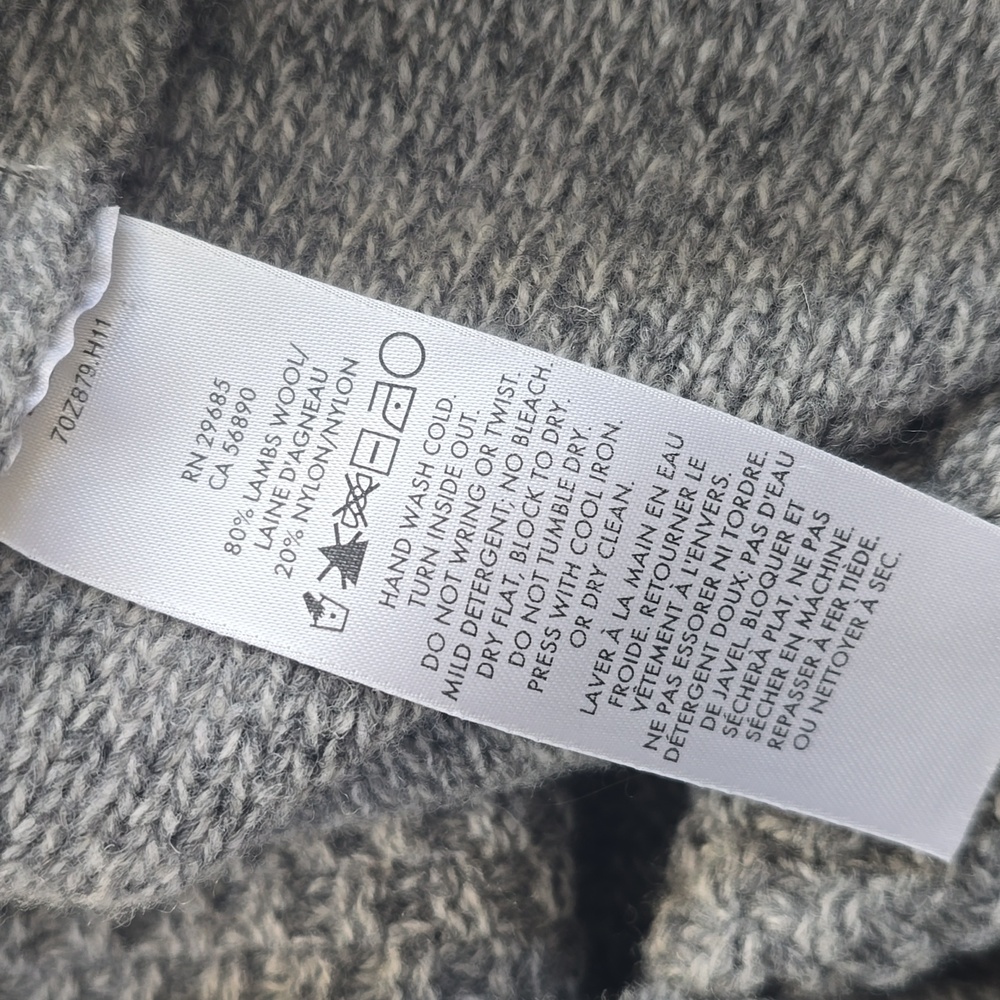 70Z879.H11
RN 29685
CA 56890
80% LAMBS WOOL/
LAINE D'AGNEAU
20% NYLON/NYLON
HAND WASH COLD.
TURN INSIDE OUT.
DO NOT WRING OR TWIST.
MILD DETERGENT; NO BLEACH.
DRY FLAT, BLOCK TO DRY.
DO NOT TUMBLE DRY.
PRESS WITH COOL IRON.
OR DRY CLEAN.
LAVER À LA MAIN EN EAU
FROIDE. RETOURNER LE
VÊTEMENT À L'ENVERS.
NE PAS ESSORER NI TORDRE.
DÉTERGENT DOUX; PAS D'EAU
DE JAVEL BLOQUER ET
SÉCHERÀ PLAT, NE PAS
SÉCHER EN MACHINE.
REPASSER À FER TIÈDE.
OU NETTOYER À SEC.